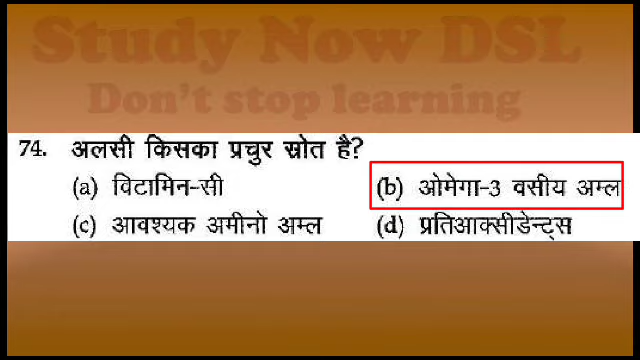 Study Now DSL
Don't stop learning
74. अलसी किसका प्रचुर स्रोत है?
(a) विटामिन-सी (b) ओमेगा-3 वसीय अम्ल
(c) आवश्यक अमीनो अम्ल (d) प्रतिआक्सीडेन्ट्स